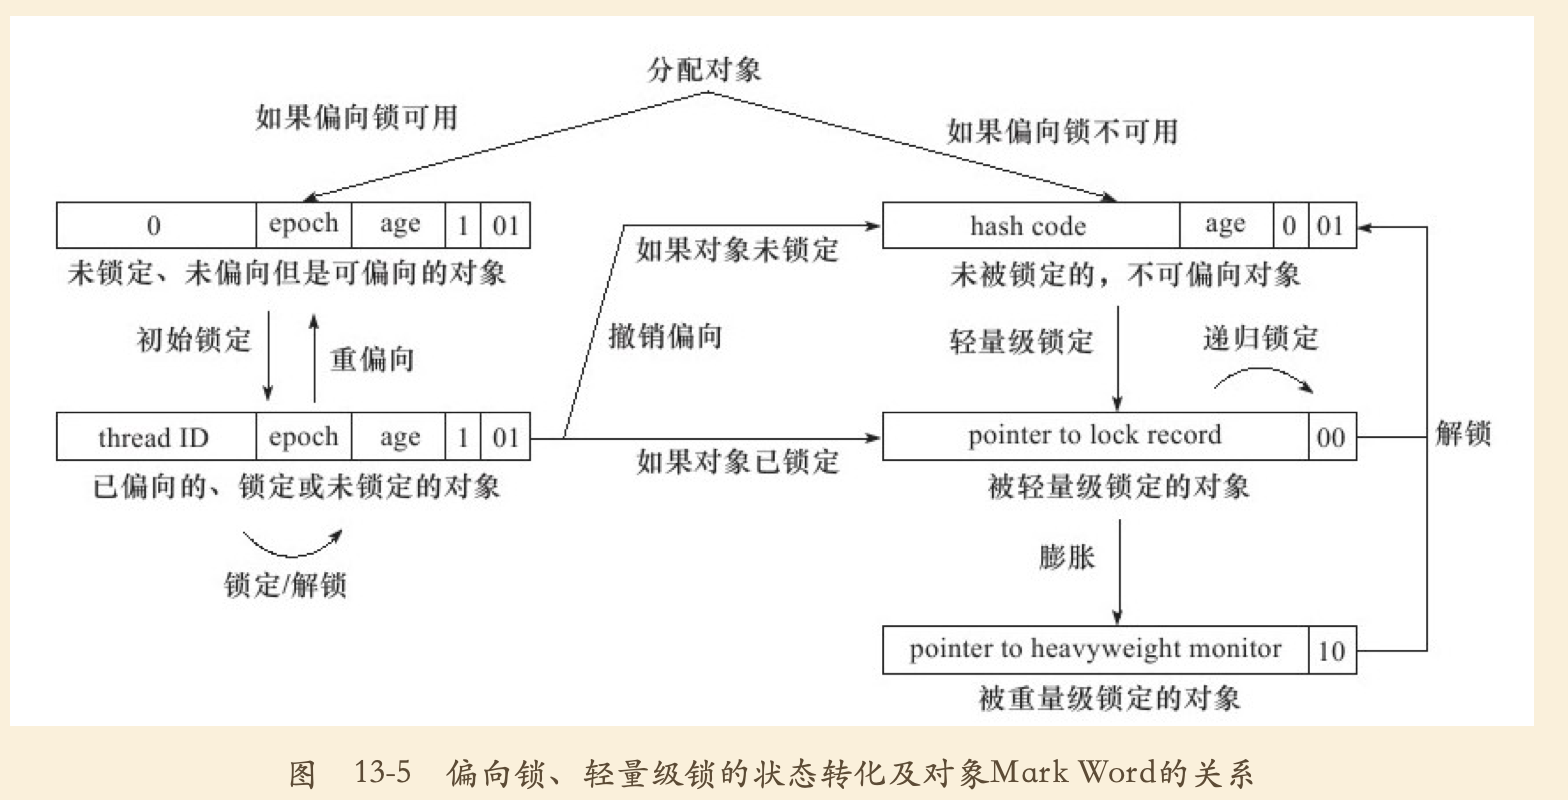 分配对象
如果偏向锁可用
如果偏向锁不可用
0 epoch age 1 01
hash code age 0 01
未锁定、未偏向但是可偏向的对象
如果对象未锁定
未被锁定的，不可偏向对象
初始锁定
重偏向
撤销偏向
轻量级锁定
递归锁定
thread ID epoch age 1 01
pointer to lock record 00
解锁
已偏向的、锁定或未锁定的对象
如果对象已锁定
被轻量级锁定的对象
锁定/解锁
膨胀
pointer to heavyweight monitor 10
被重量级锁定的对象
图 13-5 偏向锁、轻量级锁的状态转化及对象Mark Word的关系